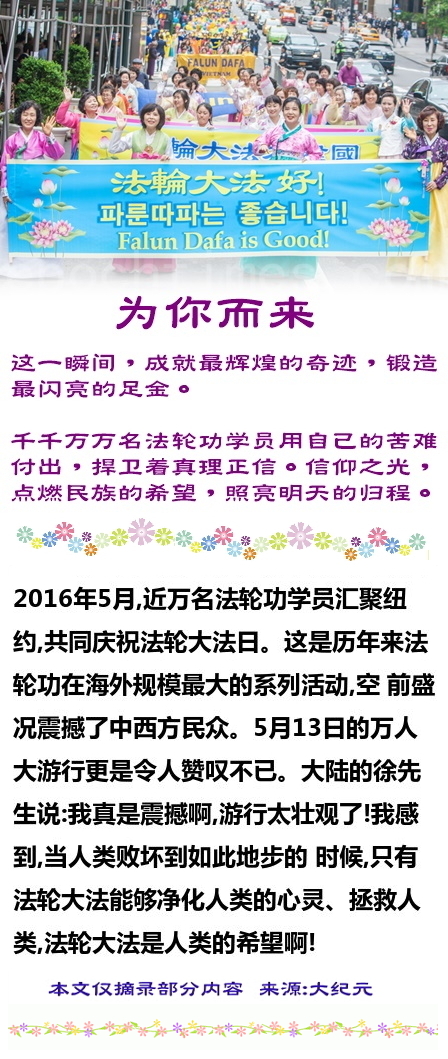 FALUN DAFA
VIETNAM
輪大法
國
法輪大法 好!
파룬따파는 좋습니다!
Falun Dafa is Good!
为你而来
这一瞬间，成就最辉煌的奇迹，锻造
最闪亮的足金。
千千万万名法轮功学员用自己的苦难
付出，捍卫着真理正信。信仰之光，
点燃民族的希望，照亮明天的归程。
2016年5月,近万名法轮功学员汇聚纽
约,共同庆祝法轮大法日。这是历年来法
轮功在海外规模最大的系列活动,空 前盛
况震撼了中西方民众。5月13日的万人
大游行更是令人赞叹不已。大陆的徐先
生说:我真是震撼啊,游行太壮观了!我感
到,当人类败坏到如此地步的 时候,只有
法轮大法能够净化人类的心灵、拯救人
类,法轮大法是人类的希望啊!
本文仅摘录部分内容 来源:大纪元